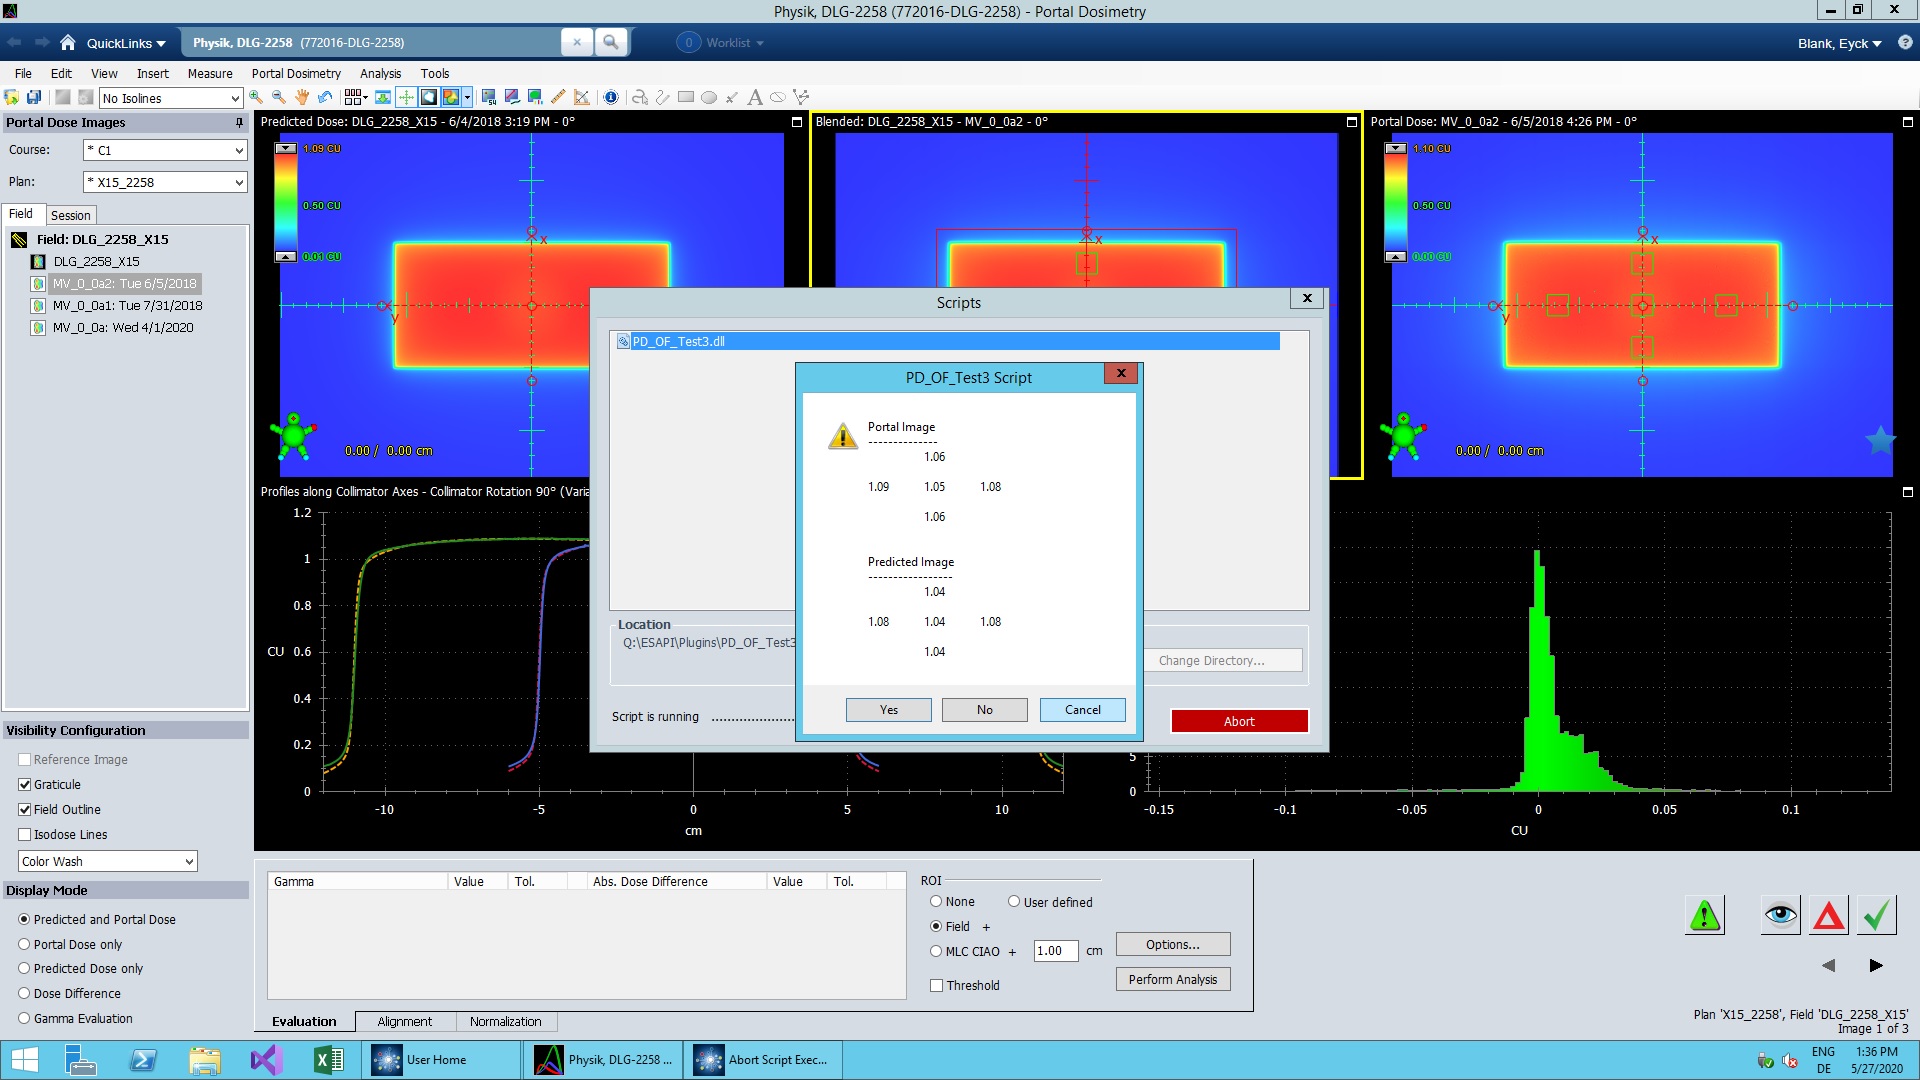 Physik, DLG-2258 (772016-DLG-2258) - Portal Dosimetry
QuickLinks
Physik, DLG-2258 (772016-DLG-2258)
0 Worklist
Blank, Eyck
File Edit View Insert Measure Portal Dosimetry Analysis Tools
No Isolines
Portal Dose Images
Course: * C1
Plan: * X15_2258
Field Session
Field: DLG_2258_X15
DLG_2258_X15
MV_0_0a2: Tue 6/5/2018
MV_0_0a1: Tue 7/31/2018
MV_0_0a: Wed 4/1/2020
Visibility Configuration
Reference Image
Graticule
Field Outline
Isodose Lines
Color Wash
Display Mode
Predicted and Portal Dose
Portal Dose only
Predicted Dose only
Dose Difference
Gamma Evaluation
Predicted Dose: DLG_2258_X15 - 6/4/2018 3:19 PM - 0°
1.09 CU
0.50 CU
0.01 CU
X
y
0.00 / 0.00 cm
Blended: DLG_2258_X15 - MV_0_0a2 - 0°
X
Portal Dose: MV_0_0a2 - 6/5/2018 4:26 PM - 0°
1.10 CU
0.50 CU
0.00 CU
X
y
0.00 / 0.00 cm
Profiles along Collimator Axes - Collimator Rotation 90° (Varia
1.2
1
0.8
CU 0.6
0.4
0.2
0
-10 -5 0 5 10
cm
5
0
-0.15 -0.1 -0.05 0 0.05 0.1
CU
Scripts
PD_OF_Test3.dll
Location
Q:\ESAPI\Plugins\PD_OF_Test3
Change Directory...
Script is running ....................
Abort
PD_OF_Test3 Script
Portal Image
--------------
1.06
1.09 1.05 1.08
1.06
Predicted Image
-----------------
1.04
1.08 1.04 1.08
1.04
Yes No Cancel
Gamma Value Tol. Abs. Dose Difference Value Tol.
ROI
None User defined
Field +
MLC CIAO + 1.00 cm
Threshold
Options...
Perform Analysis
Evaluation Alignment Normalization
Plan 'X15_2258', Field 'DLG_2258_X15'
Image 1 of 3
User Home
Physik, DLG-2258 ...
Abort Script Exec...
ENG
DE
1:36 PM
5/27/2020